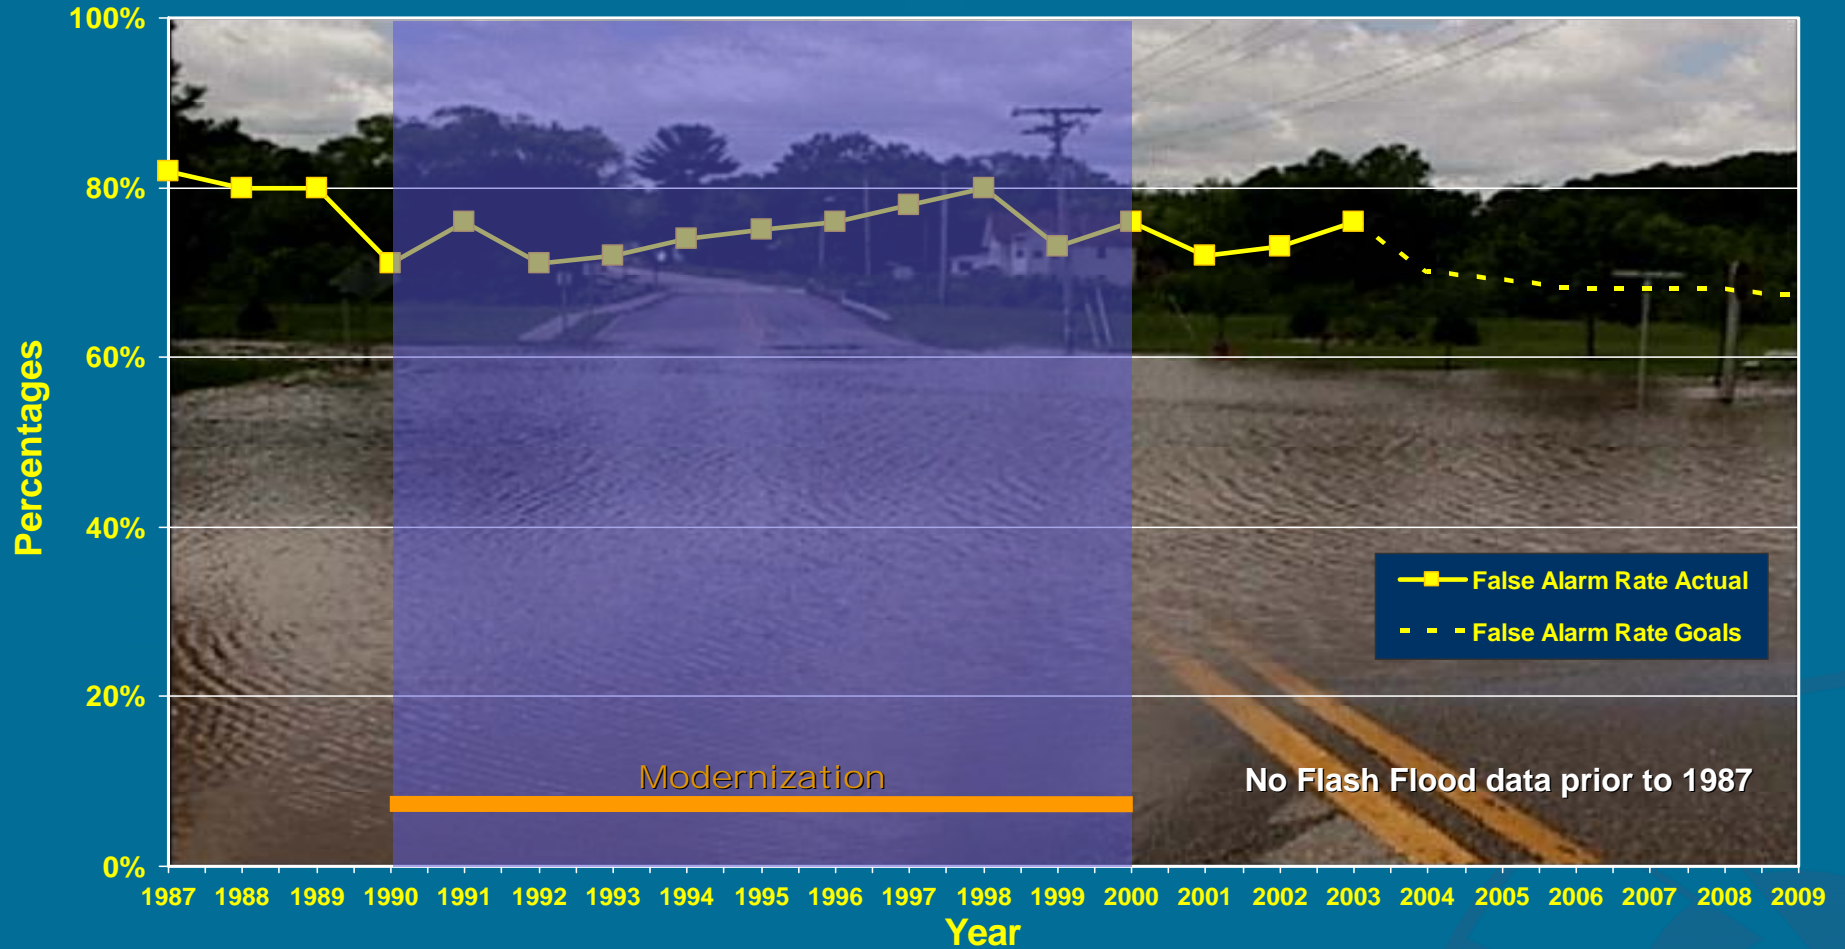 100%
80%
60%
40%
20%
0%
Percentages
False Alarm Rate Actual
False Alarm Rate Goals
Modernization
No Flash Flood data prior to 1987
1987 1988 1989 1990 1991 1992 1993 1994 1995 1996 1997 1998 1999 2000 2001 2002 2003 2004 2005 2006 2007 2008 2009
Year